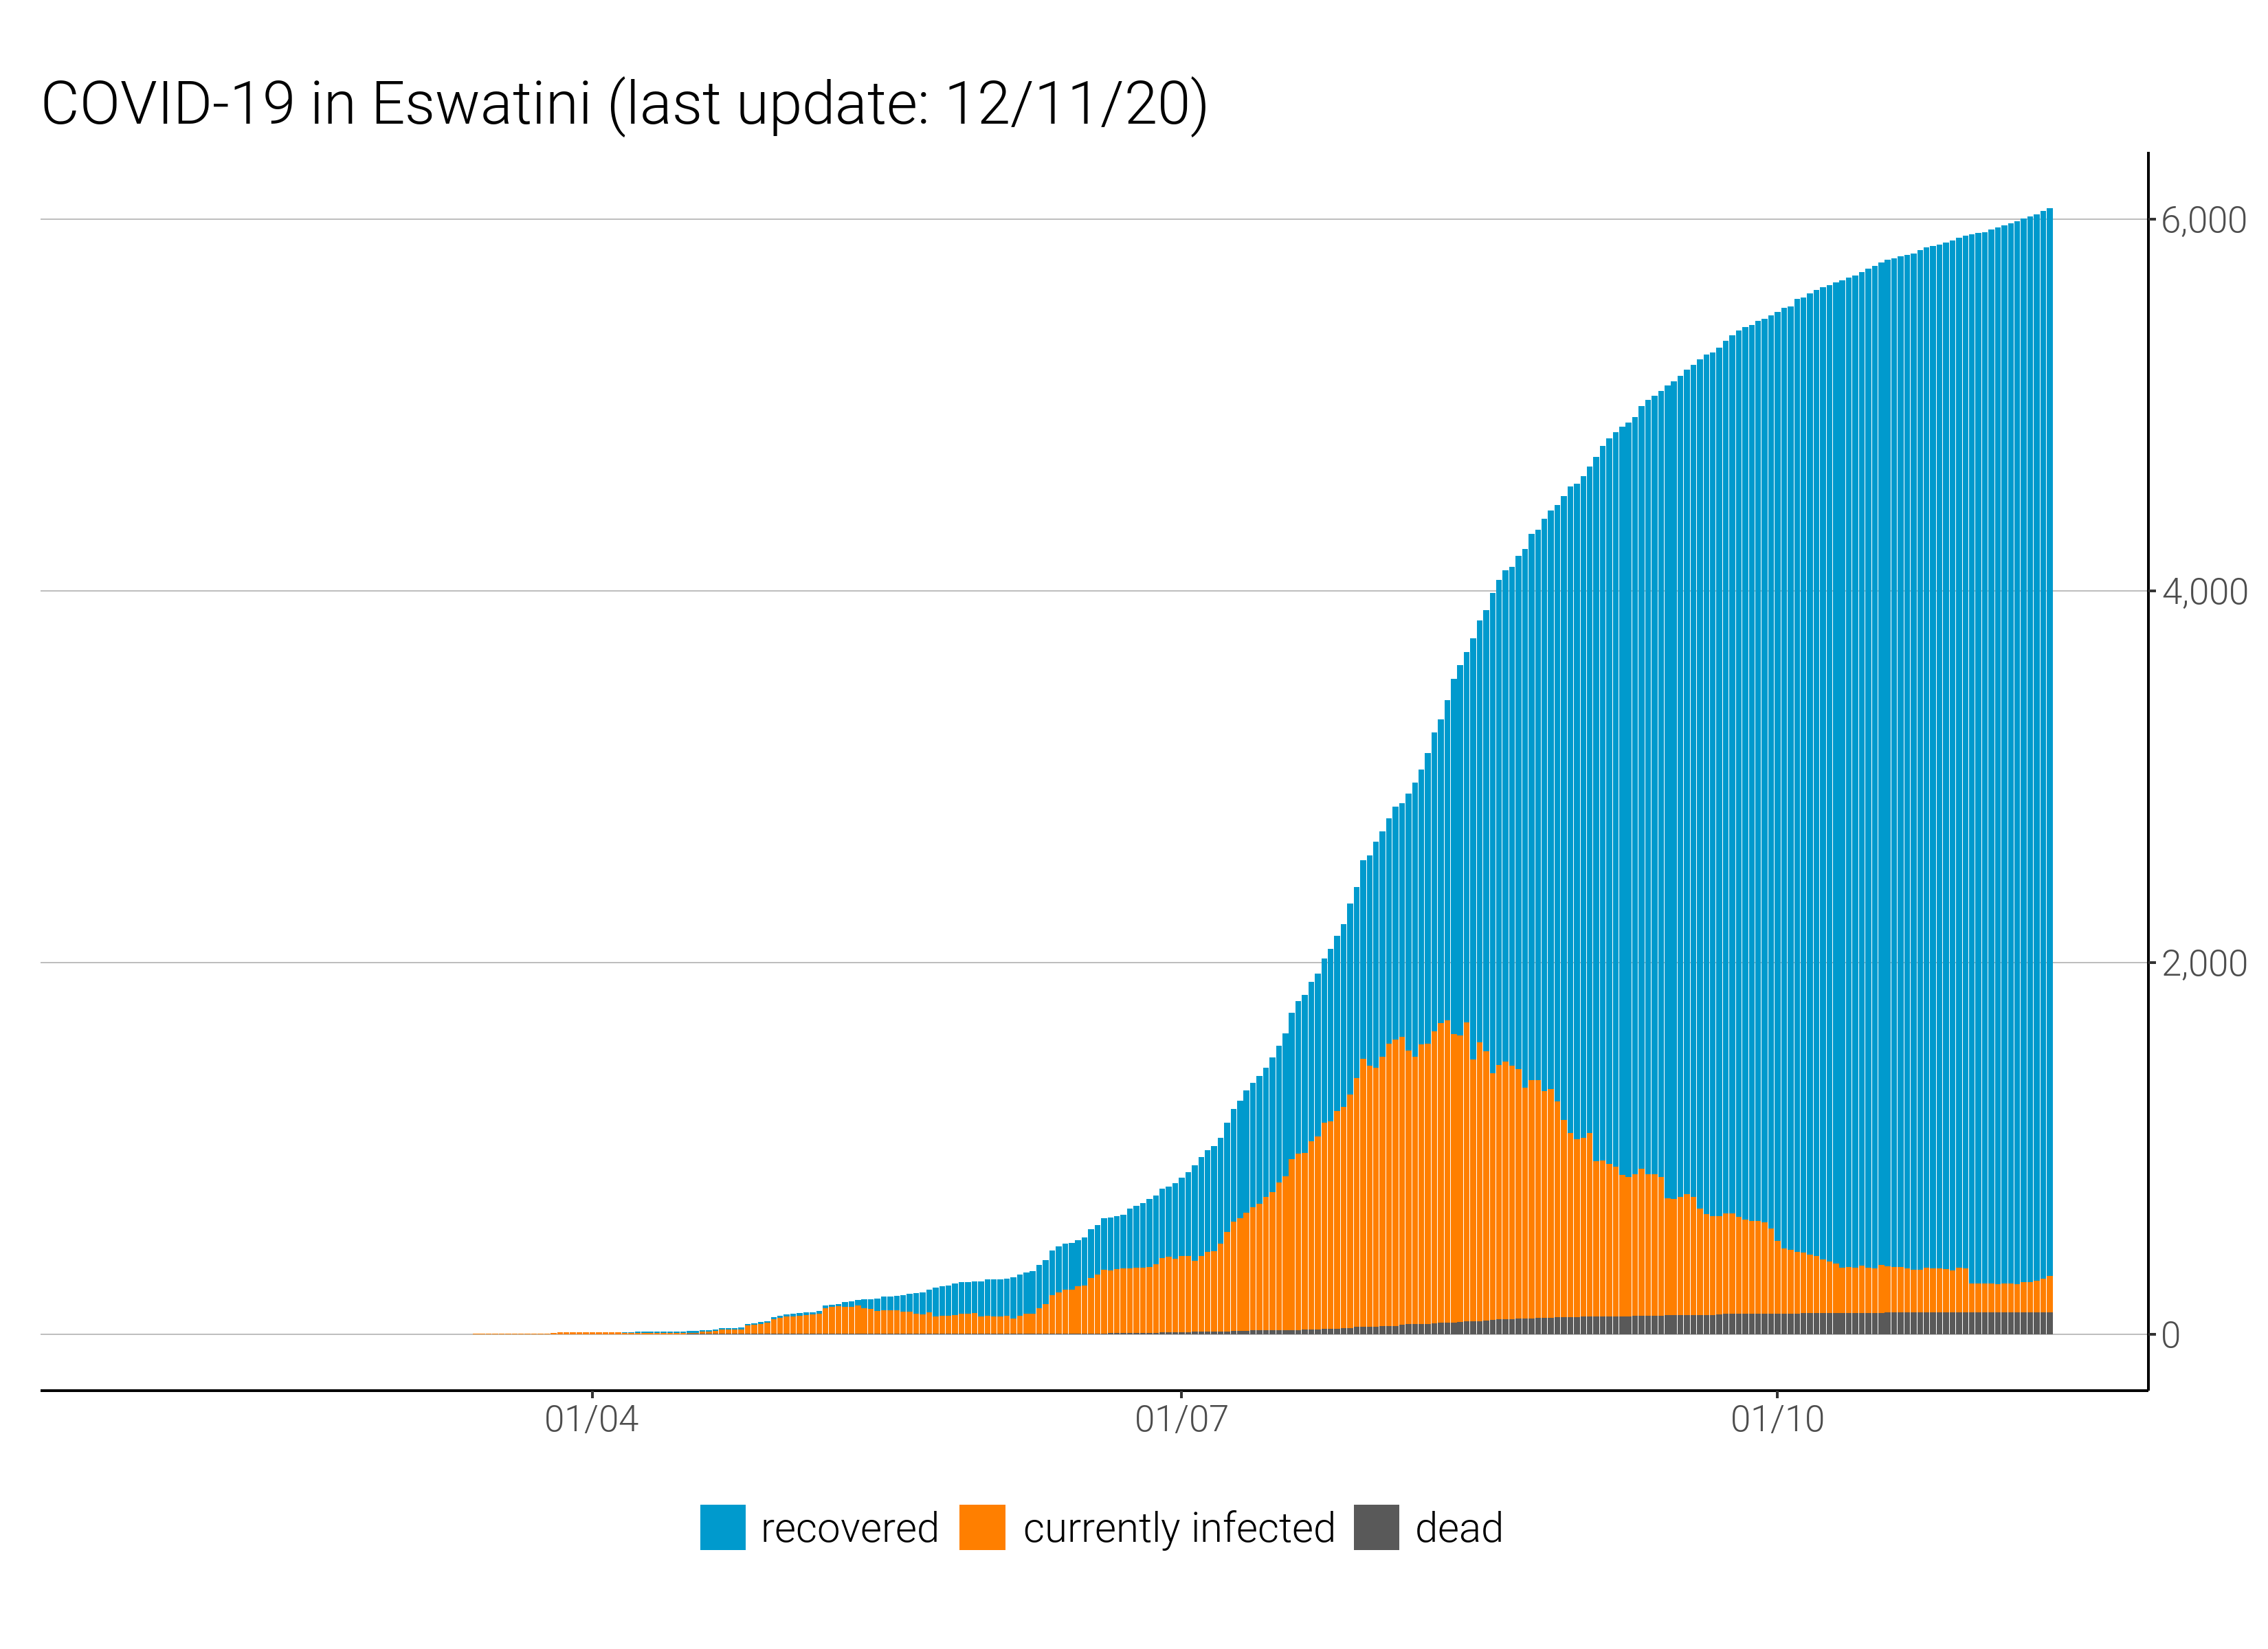 COVID-19 in Eswatini (last update: 12/11/20)
6,000
4,000
2,000
0
01/04 01/07 01/10
recovered currently infected dead